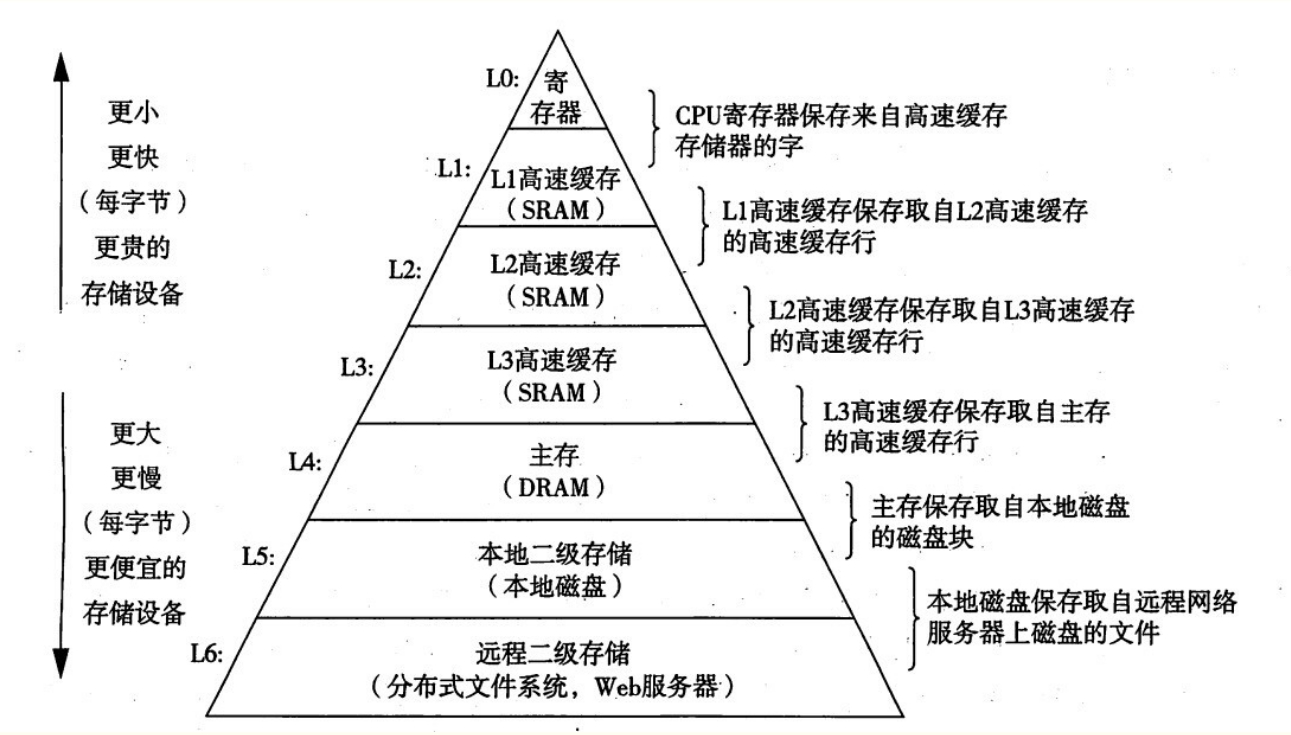 更小
更快
（每字节）
更贵的
存储设备
更大
更慢
（每字节）
更便宜的
存储设备
L0:
寄
存器
L1:
L1高速缓存
（SRAM）
L2:
L2高速缓存
（SRAM）
L3:
L3高速缓存
（SRAM）
L4:
主存
（DRAM）
L5:
本地二级存储
（本地磁盘）
L6:
远程二级存储
（分布式文件系统，Web服务器）
CPU寄存器保存来自高速缓存
存储器的字
L1高速缓存保存取自L2高速缓存
的高速缓存行
L2高速缓存保存取自L3高速缓存
的高速缓存行
L3高速缓存保存取自主存
的高速缓存行
主存保存取自本地磁盘
的磁盘块
本地磁盘保存取自远程网络
服务器上磁盘的文件